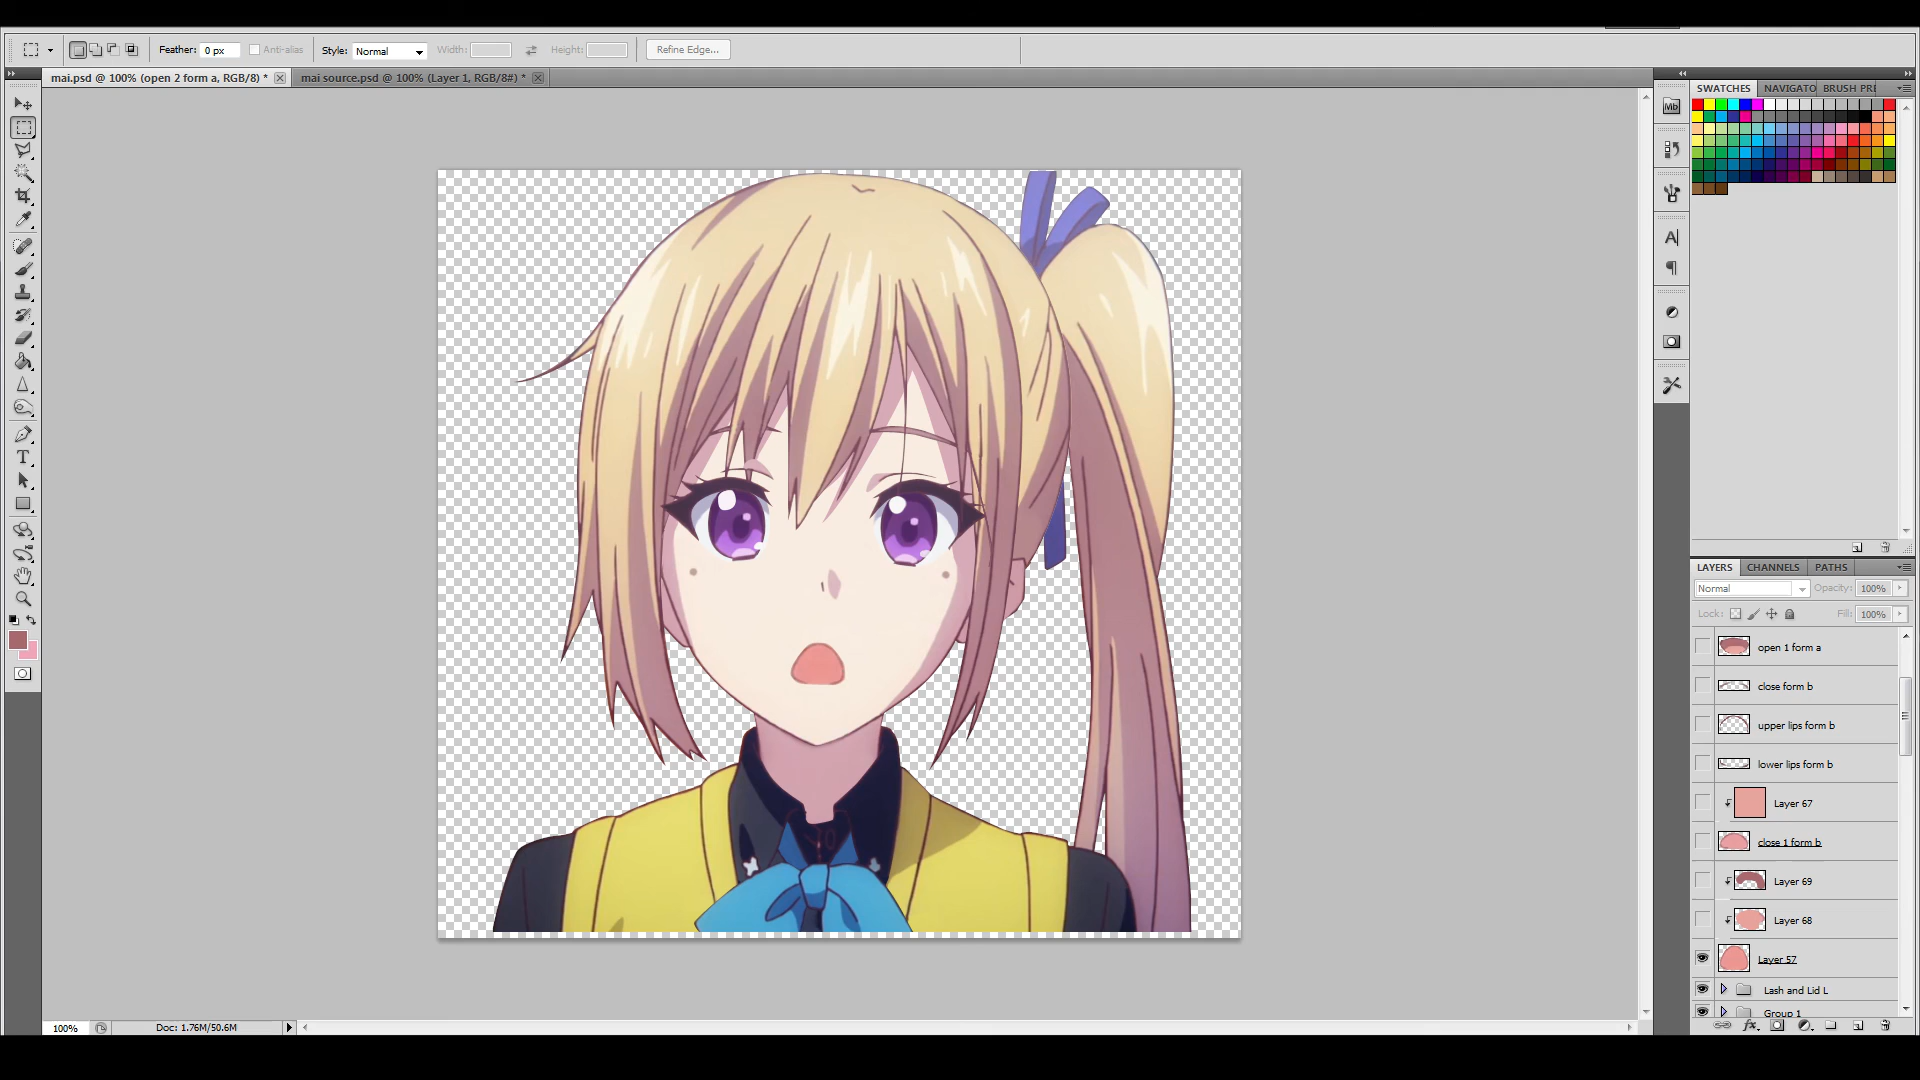 Feather: 0 px Anti-alias Style: Normal Width: Height: Refine Edge...
mai.psd @ 100% (open 2 form a, RGB/8) * mai source.psd @ 100% (Layer 1, RGB/8#) *
SWATCHES NAVIGATO BRUSH PRE
Mb
A
T
LAYERS CHANNELS PATHS
Normal Opacity: 100%
Lock: Fill: 100%
open 1 form a
close form b
upper lips form b
lower lips form b
Layer 67
close 1 form b
Layer 69
Layer 68
Layer 57
Lash and Lid L
Group 1
fx
100% Doc: 1.76M/50.6M